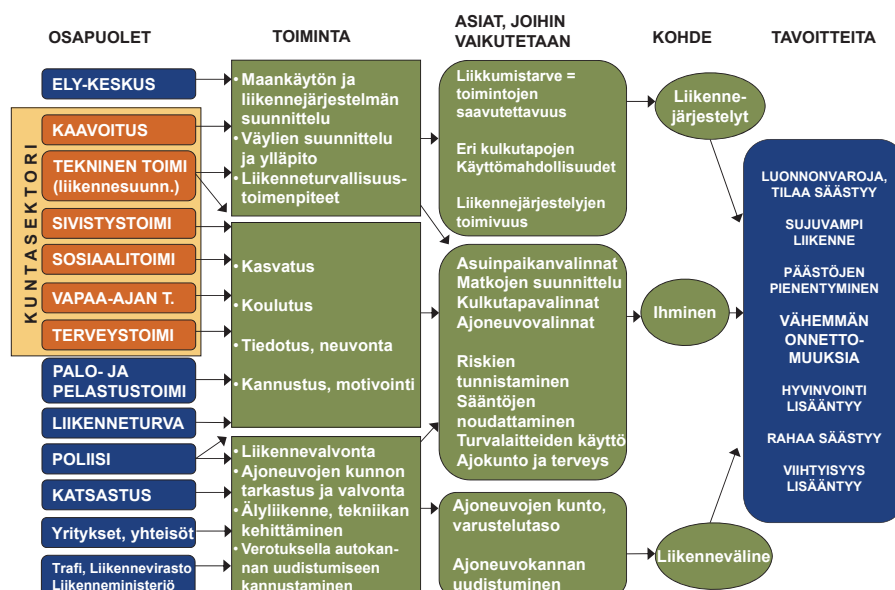 OSAPUOLET
TOIMINTA
ASIAT, JOIHIN
VAIKUTETAAN
KOHDE
TAVOITTEITA
KUNTASEKTORI
ELY-KESKUS
KAAVOITUS
TEKNINEN TOIMI
(liikennesuunn.)
SIVISTYSTOIMI
SOSIAALITOIMI
VAPAA-AJAN T.
TERVEYSTOIMI
PALO- JA
PELASTUSTOIMI
LIIKENNETURVA
POLIISI
KATSASTUS
Yritykset, yhteisöt
Trafi, Liikennevirasto
Liikenneministeriö
• Maankäytön ja
liikennejärjestelmän
suunnittelu
• Väylien suunnittelu
ja ylläpito
• Liikenneturvallisuus-
toimenpiteet
• Kasvatus
• Koulutus
• Tiedotus, neuvonta
• Kannustus, motivointi
• Liikennevalvonta
• Ajoneuvojen kunnon
tarkastus ja valvonta
• Älyliikenne, tekniikan
kehittäminen
• Verotuksella autokan-
nan uudistumiseen
kannustaminen
Liikkumistarve =
toimintojen
saavutettavuus
Eri kulkutapojen
Käyttömahdollisuudet
Liikennejärjestelyjen
toimivuus
Asuinpaikanvalinnat
Matkojen suunnittelu
Kulkutapavalinnat
Ajoneuvovalinnat
Riskien
tunnistaminen
Sääntöjen
noudattaminen
Turvalaitteiden käyttö
Ajokunto ja terveys
Ajoneuvojen kunto,
varustelutaso
Ajoneuvokannan
uudistuminen
Liikenne-
järjestelyt
Ihminen
Liikenneväline
LUONNONVAROJA,
TILAA SÄÄSTYY
SUJUVAMPI
LIIKENNE
PÄÄSTÖJEN
PIENENTYMINEN
VÄHEMMÄN
ONNETTO-
MUUKSIA
HYVINVOINTI
LISÄÄNTYY
RAHAA SÄÄSTYY
VIIHTYISYYS
LISÄÄNTYY